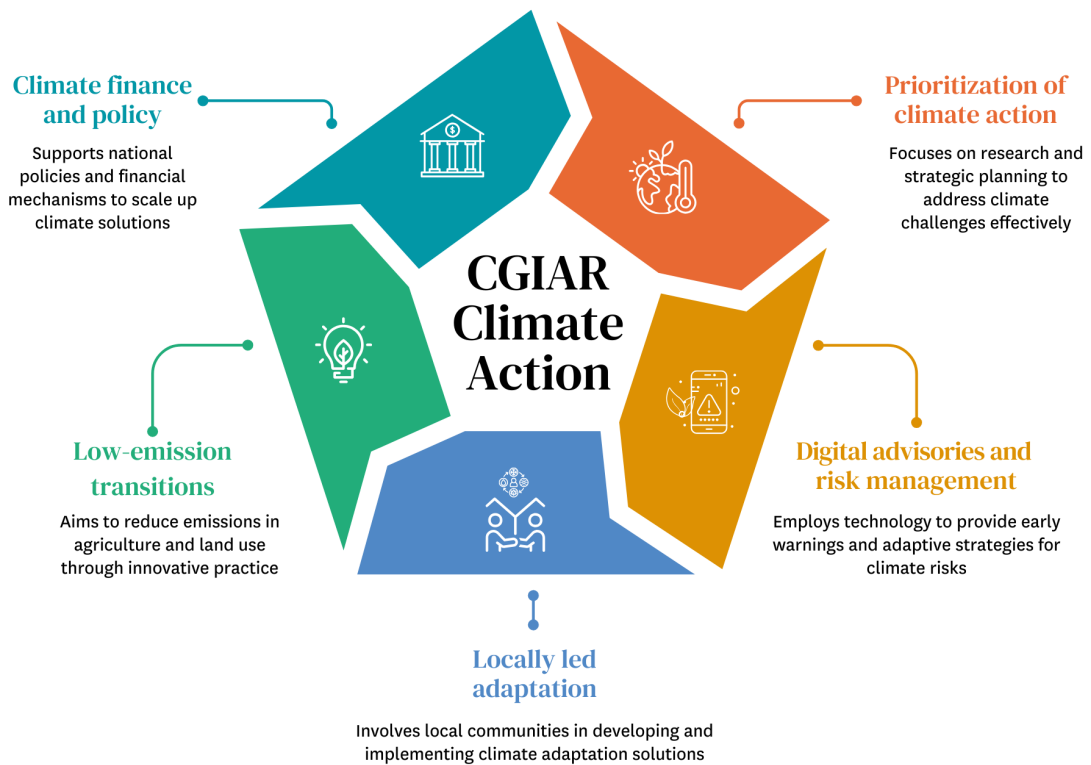 Climate finance
and policy
Supports national
policies and financial
mechanisms to scale up
climate solutions
Prioritization of
climate action
Focuses on research and
strategic planning to
address climate
challenges effectively
CGIAR
Climate
Action
Low-emission
transitions
Aims to reduce emissions in
agriculture and land use
through innovative practice
Digital advisories and
risk management
Employs technology to provide early
warnings and adaptive strategies for
climate risks
Locally led
adaptation
Involves local communities in developing and
implementing climate adaptation solutions